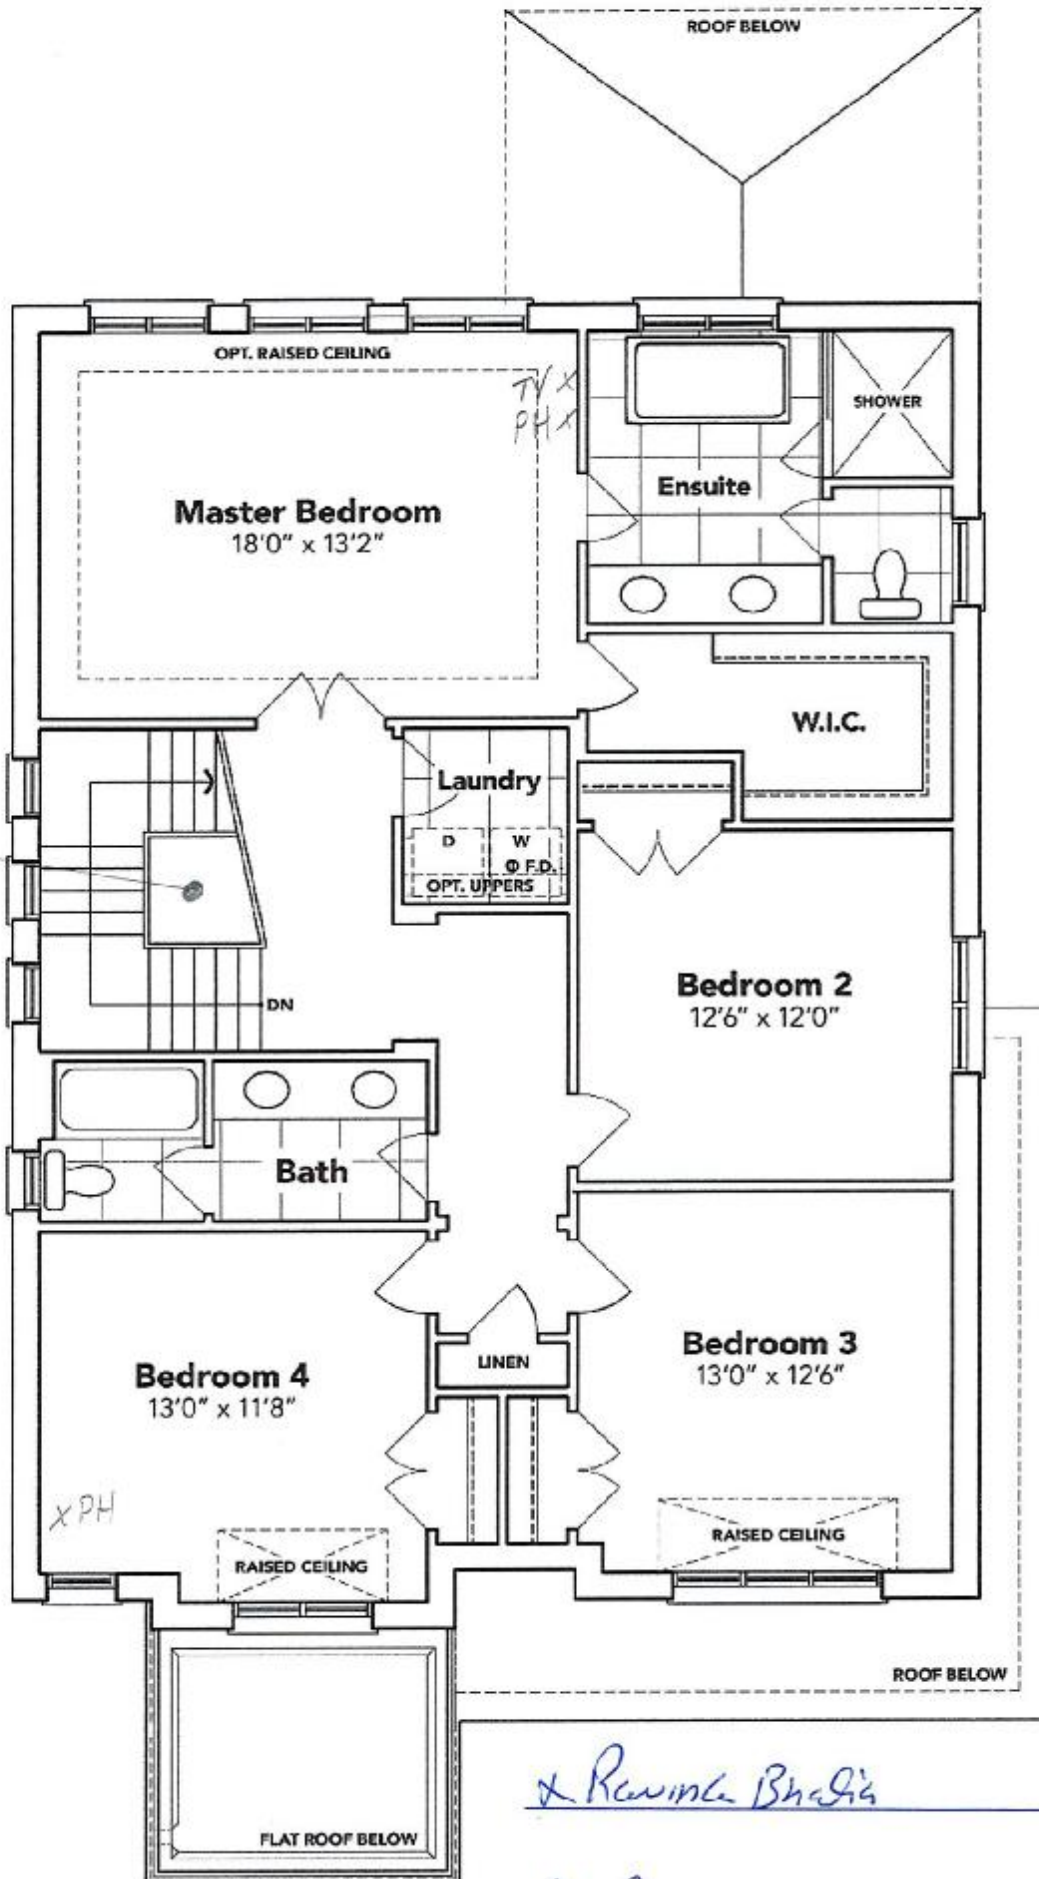 ROOF BELOW
OPT. RAISED CEILING
TV X
PH X
SHOWER
Master Bedroom
18'0" x 13'2"
Ensuite
W.I.C.
Laundry
D W
Φ F.D.
OPT. UPPERS
DN
Bedroom 2
12'6" x 12'0"
Bath
Bedroom 3
13'0" x 12'6"
LINEN
Bedroom 4
13'0" x 11'8"
X PH
RAISED CEILING
RAISED CEILING
ROOF BELOW
FLAT ROOF BELOW
X